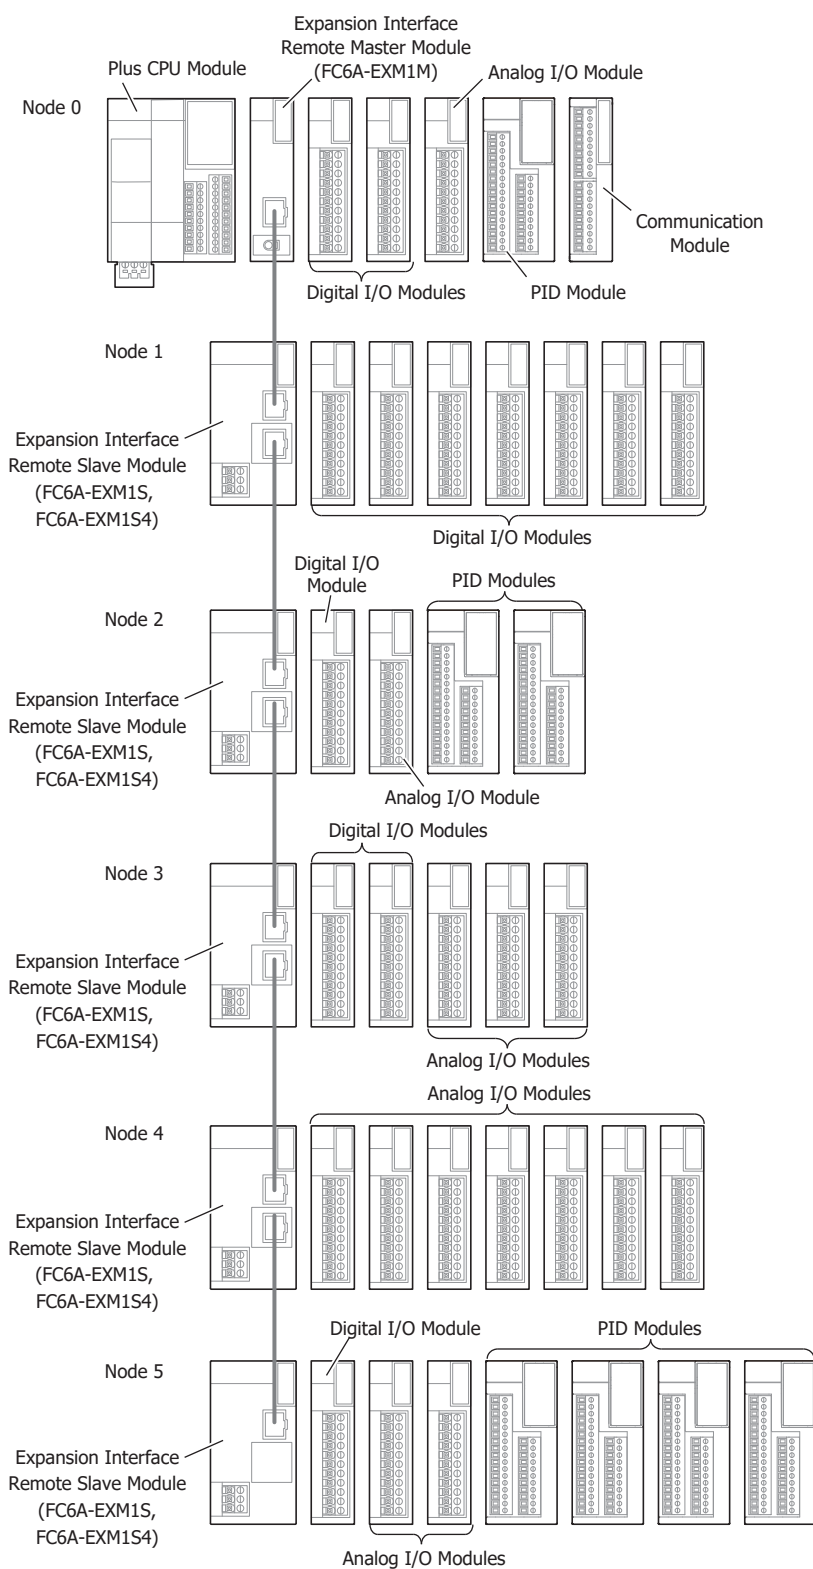 Expansion Interface
Remote Master Module
(FC6A-EXM1M)
Plus CPU Module
Analog I/O Module
Node 0
Communication
Module
Digital I/O Modules
PID Module
Node 1
Expansion Interface
Remote Slave Module
(FC6A-EXM1S,
FC6A-EXM1S4)
Digital I/O Modules
Digital I/O
Module
PID Modules
Node 2
Expansion Interface
Remote Slave Module
(FC6A-EXM1S,
FC6A-EXM1S4)
Analog I/O Module
Digital I/O Modules
Node 3
Expansion Interface
Remote Slave Module
(FC6A-EXM1S,
FC6A-EXM1S4)
Analog I/O Modules
Analog I/O Modules
Node 4
Expansion Interface
Remote Slave Module
(FC6A-EXM1S,
FC6A-EXM1S4)
Digital I/O Module
PID Modules
Node 5
Expansion Interface
Remote Slave Module
(FC6A-EXM1S,
FC6A-EXM1S4)
Analog I/O Modules